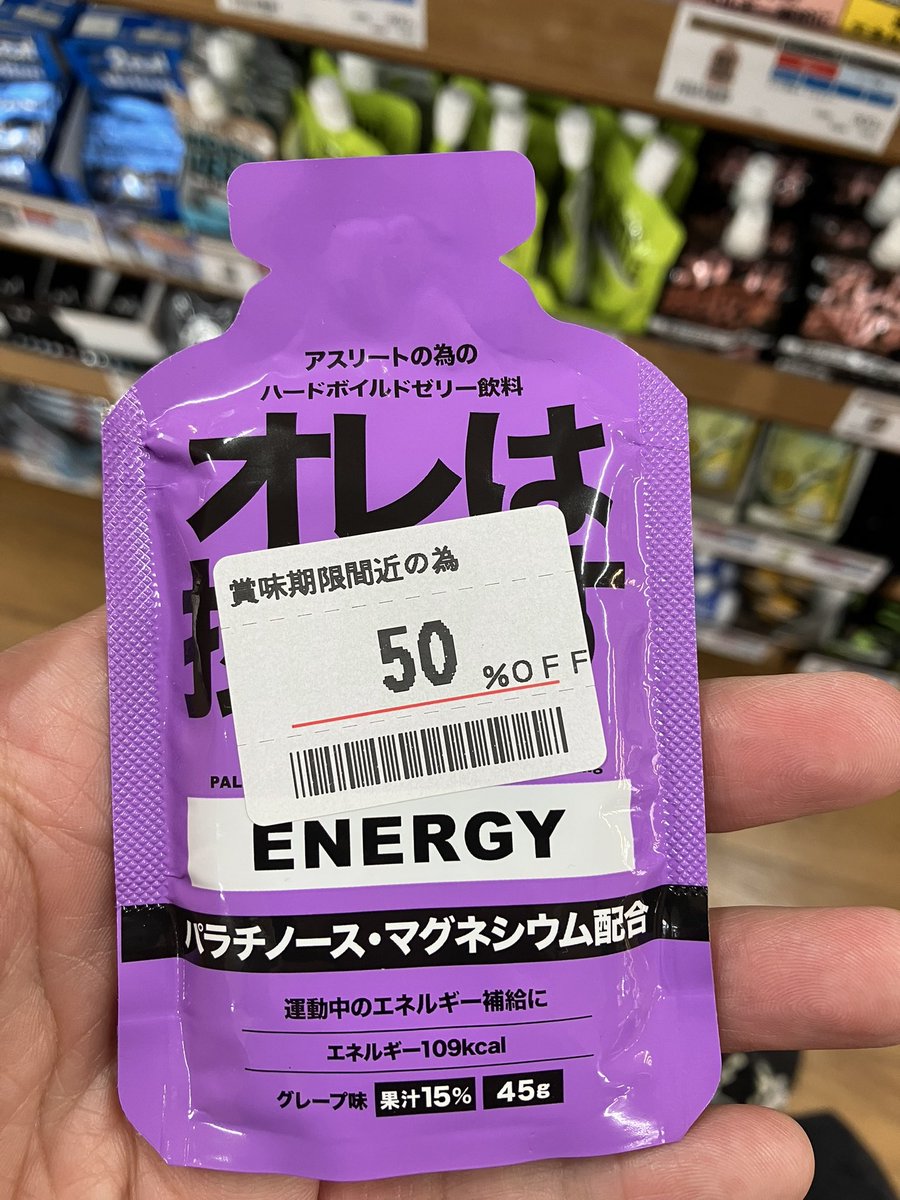 アスリートの為の
ハードボイルドゼリー飲料
オレは
賞味期限間近の為
50
%OFF
PAL
ENERGY
パラチノース・マグネシウム配合
運動中のエネルギー補給に
エネルギー109kcal
グレープ味 果汁15% 45g